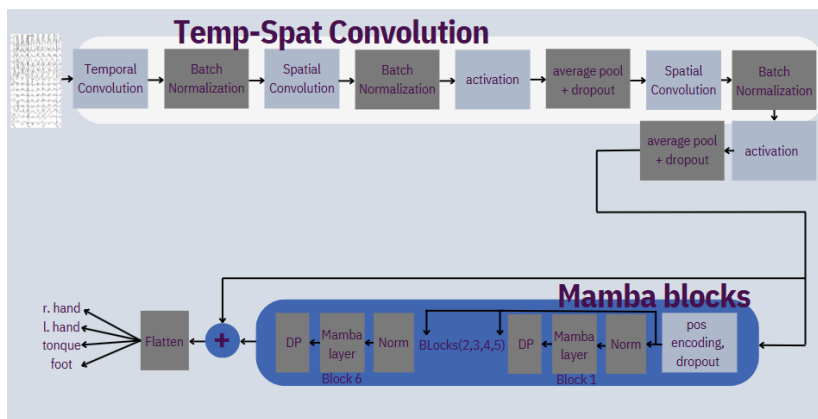 Temp-Spat Convolution
Temporal
Convolution
Batch
Normalization
Spatial
Convolution
Batch
Normalization
activation
average pool
+ dropout
Spatial
Convolution
Batch
Normalization
average pool
+ dropout
activation
Mamba blocks
r. hand
l. hand
tonque
foot
Flatten
+
DP
Mamba
layer
Norm
Block 6
BLocks(2,3,4,5)
DP
Mamba
layer
Norm
Block 1
pos
encoding,
dropout